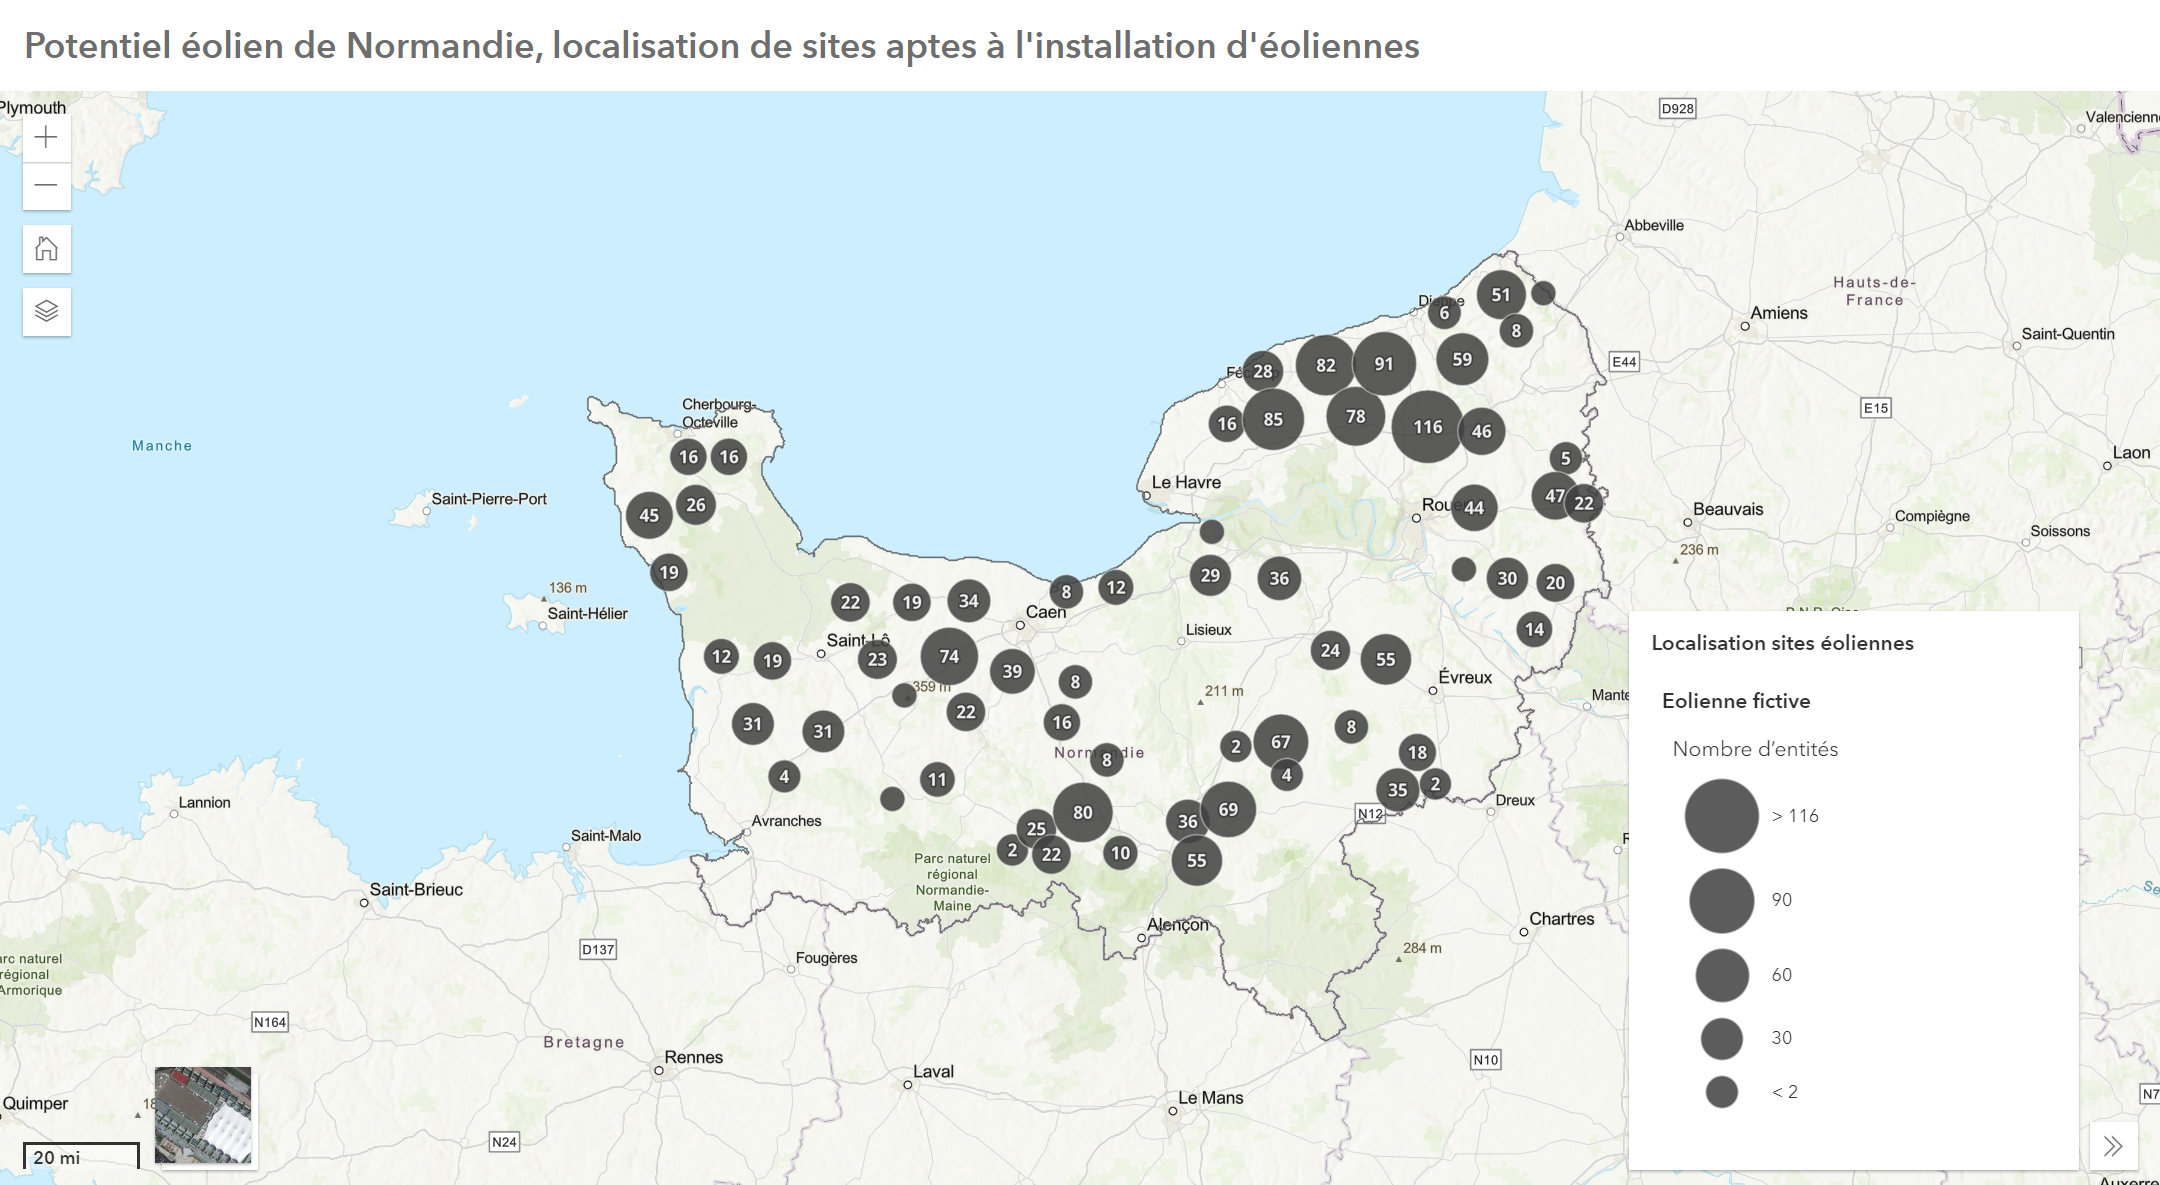 Potentiel éolien de Normandie, localisation de sites aptes à l'installation d'éoliennes
Plymouth
D928
Valencienn
Abbeville
Hauts-de-
France
Amiens
Saint-Quentin
E44
E15
Laon
51
6
8
59
91
82
28
16
85
78
116
46
5
47
22
44
Cherbourg-
Octeville
16
16
26
45
19
Manche
Saint-Pierre-Port
136 m
Saint-Hélier
Le Havre
Beauvais
236 m
Compiègne
Soissons
29
36
30
20
14
22
19
34
8
12
Caen
Lisieux
Saint-Lô
12
19
23
74
39
8
359 m
22
16
211 m
24
55
Évreux
31
31
Normandie
8
2
67
4
8
18
35
2
4
11
80
25
2
22
10
36
69
55
N12
Dreux
Mante
Lannion
Avranches
Saint-Malo
Saint-Brieuc
Parc naturel
régional
Normandie-
Maine
Alençon
284 m
Chartres
D137
Fougères
arc naturel
régional
Armorique
N164
Bretagne
Rennes
Laval
N10
Le Mans
Quimper
N24
20 mi
Localisation sites éoliennes
Eolienne fictive
Nombre d’entités
> 116
90
60
30
< 2
N7